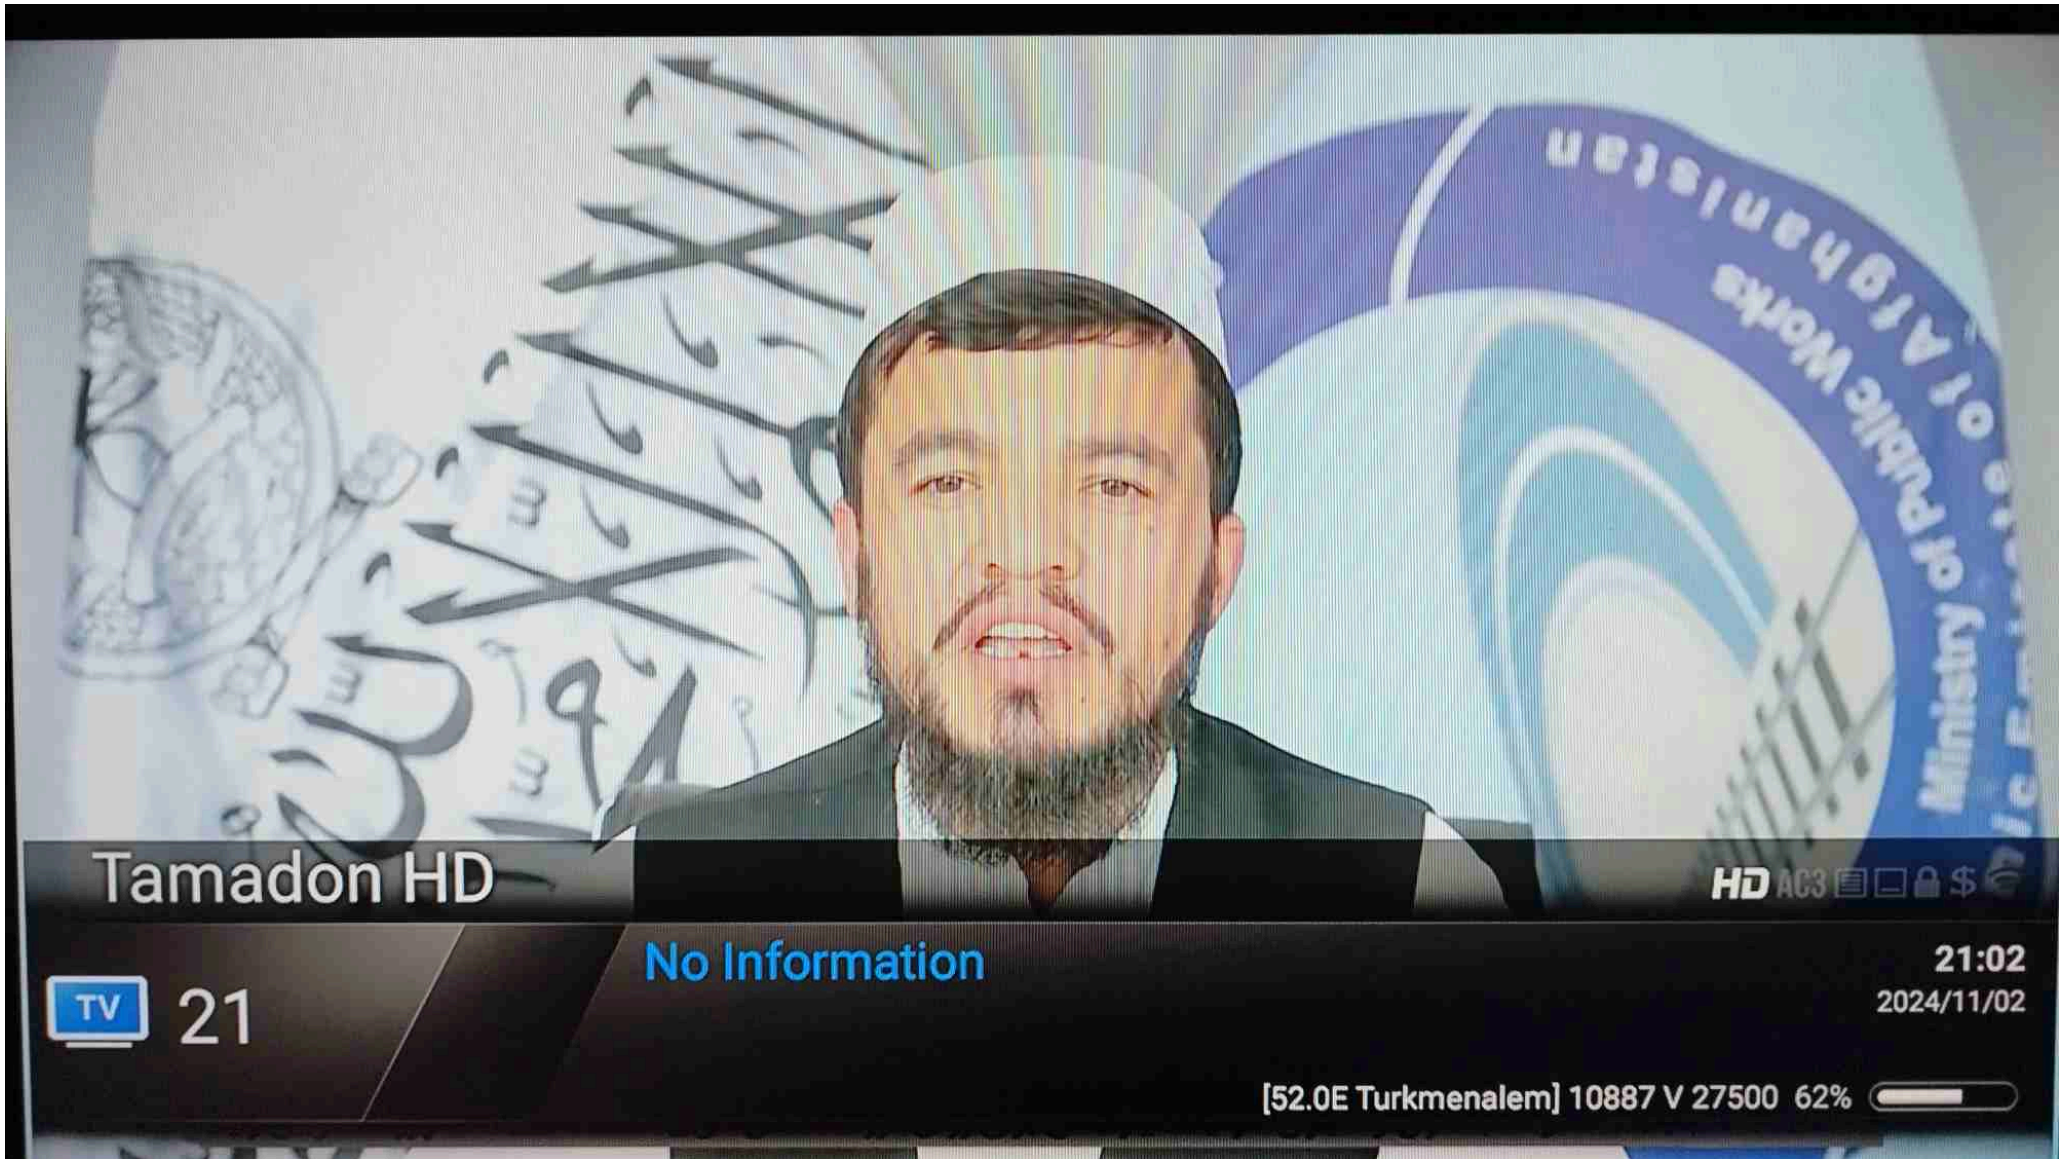 Ministry of Public Works
of Afghanistan
Tamadon HD
HD AC3 $
TV 21
No Information
21:02
2024/11/02
[52.0E Turkmenalem] 10887 V 27500 62%